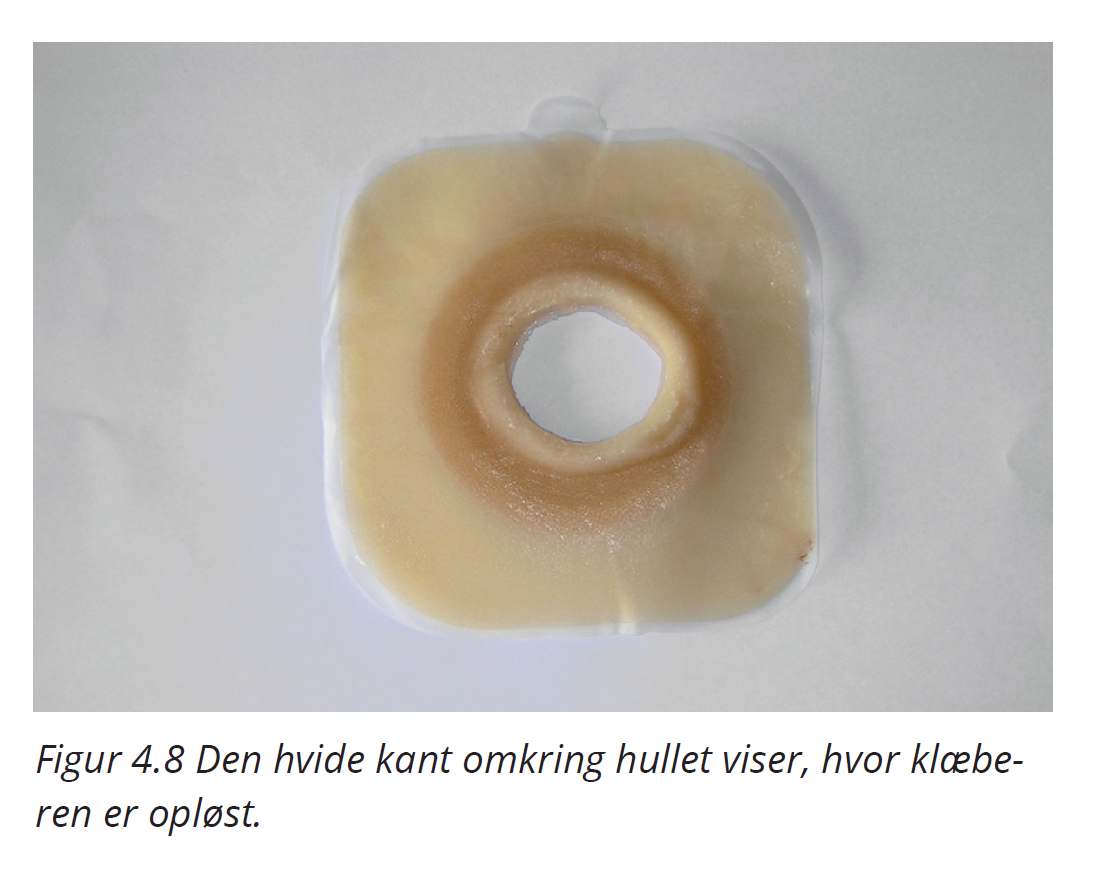 Figur 4.8 Den hvide kant omkring hullet viser, hvor klæbe-
ren er opløst.